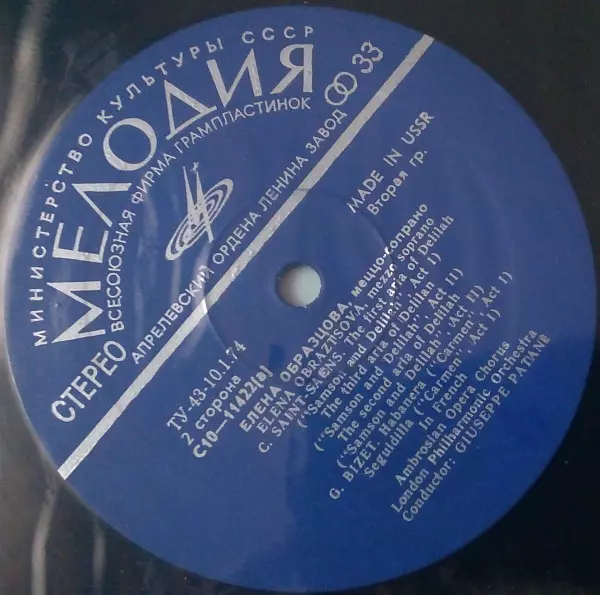 МИНИСТЕРСТВО КУЛЬТУРЫ СССР
МЕЛОДИЯ
ВСЕСОЮЗНАЯ ФИРМА ГРАМПЛАСТИНОК
СТЕРЕО
АПРЕЛЕВСКИЙ ОРДЕНА ЛЕНИНА ЗАВОД
33
MADE IN USSR
Вторая гр.
ТУ-43-10.1.74
2 сторона
С10—11422(в)
ЕЛЕНА ОБРАЗЦОВА, меццо-сопрано
ELENA OBRAZTSOVA, mezzo soprano
C. SAINT-SAENS. The first aria of Delilah
("Samson and Delilah", Act I)
The third aria of Delilah
("Samson and Delilah", Act II)
The second aria of Delilah
("Samson and Delilah", Act II)
G. BIZET. Habanera ("Carmen", Act I)
Seguidilla ("Carmen", Act I)
In French
Ambrosian Opera Chorus
London Philharmonic Orchestra
Conductor: GIUSEPPE PATANE